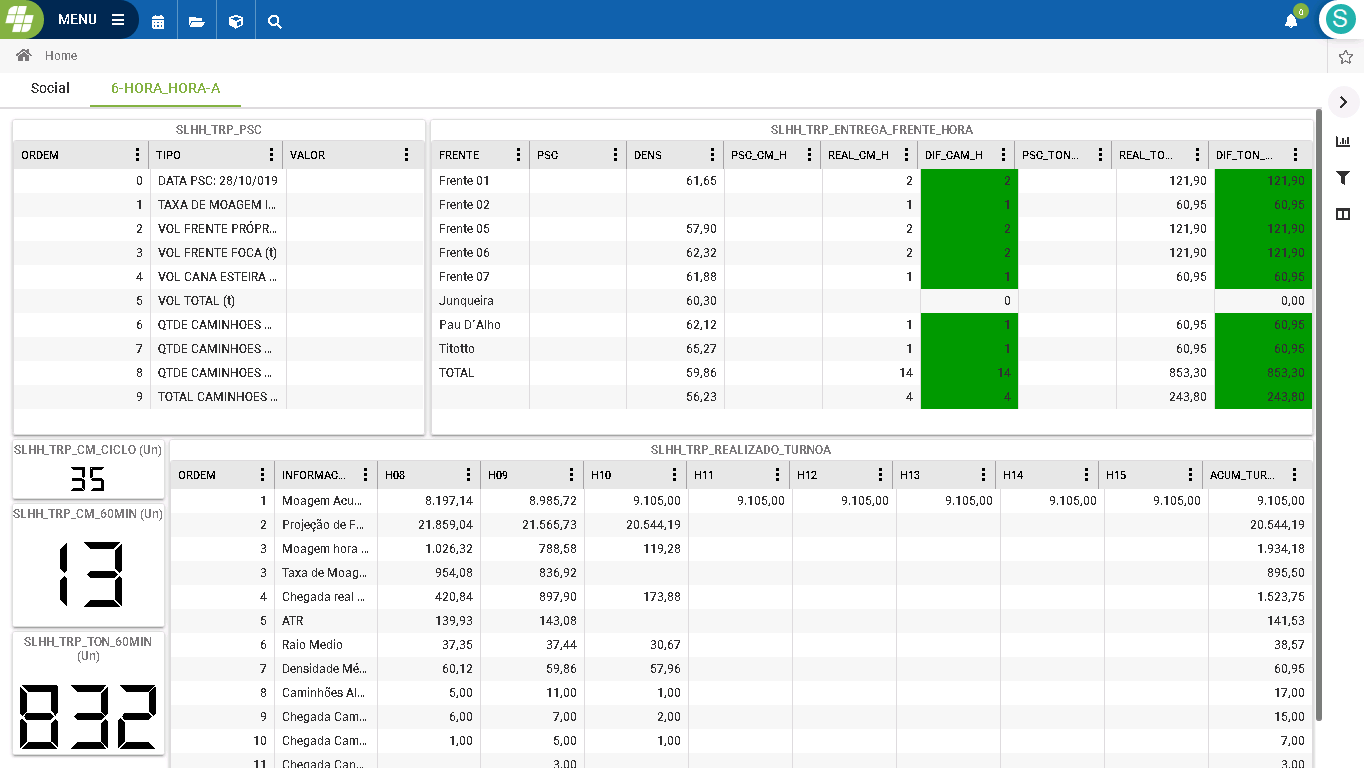 MENU
0
S
Home
Social 6-HORA_HORA-A
SLHH_TRP_PSC
ORDEM TIPO VALOR
0 DATA PSC: 28/10/019
1 TAXA DE MOAGEM I...
2 VOL FRENTE PRÓPR...
3 VOL FRENTE FOCA (t)
4 VOL CANA ESTEIRA ...
5 VOL TOTAL (t)
6 QTDE CAMINHOES ...
7 QTDE CAMINHOES ...
8 QTDE CAMINHOES ...
9 TOTAL CAMINHOES ...
SLHH_TRP_ENTREGA_FRENTE_HORA
FRENTE PSC DENS PSC_CM_H REAL_CM_H DIF_CAM_H PSC_TON... REAL_TO... DIF_TON_...
Frente 01 61,65 2 2 121,90 121,90
Frente 02 1 1 60,95 60,95
Frente 05 57,90 2 2 121,90 121,90
Frente 06 62,32 2 2 121,90 121,90
Frente 07 61,88 1 1 60,95 60,95
Junqueira 60,30 0 0,00
Pau D´Alho 62,12 1 1 60,95 60,95
Titotto 65,27 1 1 60,95 60,95
TOTAL 59,86 14 14 853,30 853,30
56,23 4 4 243,80 243,80
SLHH_TRP_CM_CICLO (Un)
35
SLHH_TRP_CM_60MIN (Un)
13
SLHH_TRP_TON_60MIN
(Un)
832
SLHH_TRP_REALIZADO_TURNOA
ORDEM INFORMAC... H08 H09 H10 H11 H12 H13 H14 H15 ACUM_TUR...
1 Moagem Acu... 8.197,14 8.985,72 9.105,00 9.105,00 9.105,00 9.105,00 9.105,00 9.105,00 9.105,00
2 Projeção de F... 21.859,04 21.565,73 20.544,19 20.544,19
3 Moagem hora ... 1.026,32 788,58 119,28 1.934,18
3 Taxa de Moag... 954,08 836,92 895,50
4 Chegada real ... 420,84 897,90 173,88 1.523,75
5 ATR 139,93 143,08 141,53
6 Raio Medio 37,35 37,44 30,67 38,57
7 Densidade Mé... 60,12 59,86 57,96 60,95
8 Caminhões Al... 5,00 11,00 1,00 17,00
9 Chegada Cam... 6,00 7,00 2,00 15,00
10 Chegada Cam... 1,00 5,00 1,00 7,00
11 Chegada Can... 3,00 3,00